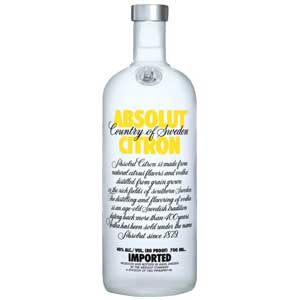 ABSOLUT
Country of Sweden
CITRON
Absolut Citron is made from
natural citrus flavors and vodka
distilled from grain grown
in the rich fields of southern Sweden.
The distilling and flavoring of vodka
is an age-old Swedish tradition
dating back more than 400 years.
Vodka has been sold under the name
Absolut since 1879.
40% ALC./VOL. (80 PROOF) 750 ML.
IMPORTED